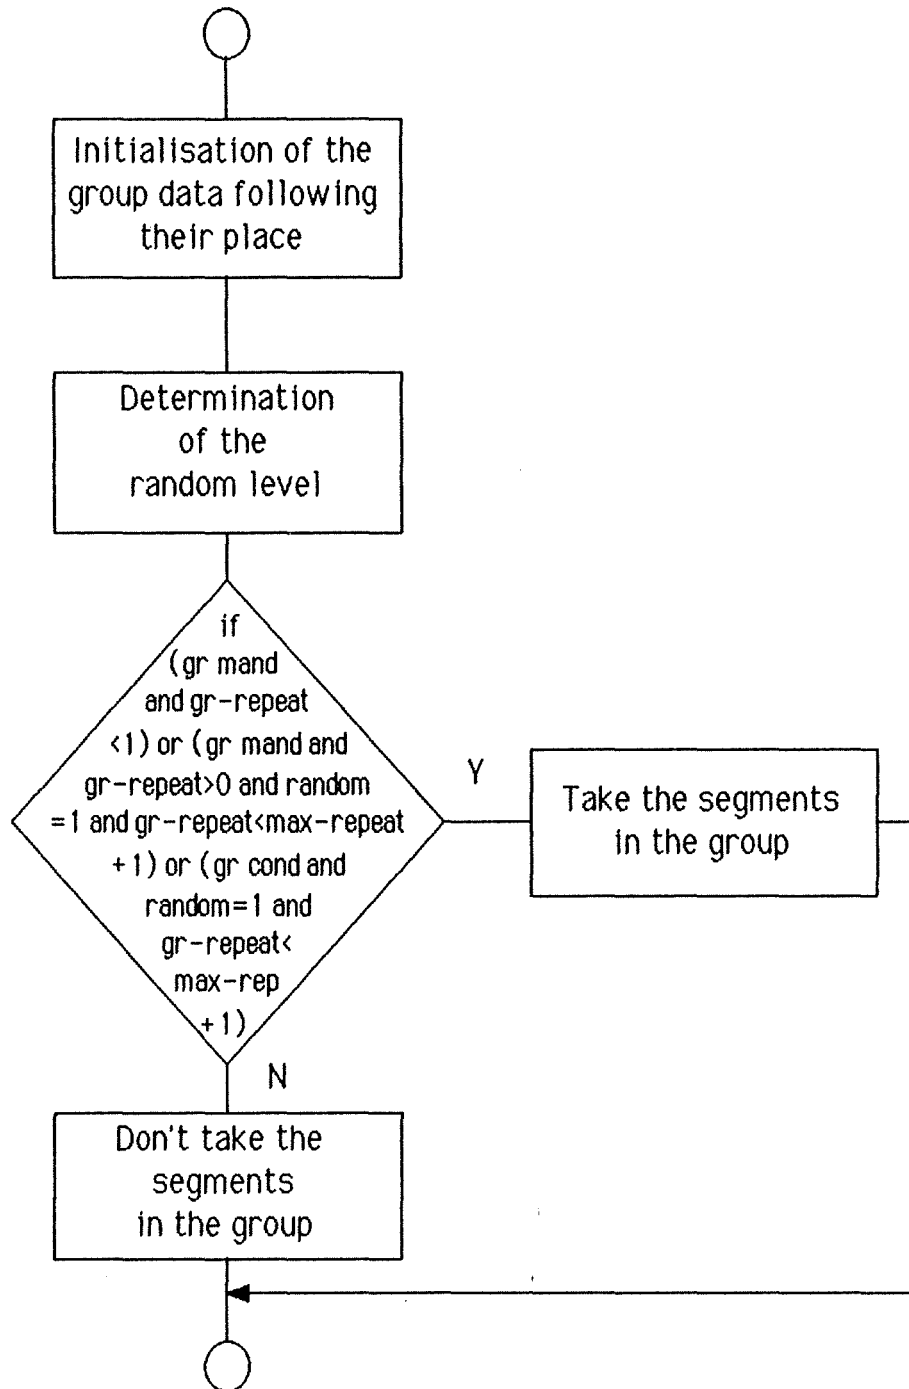 Initialisation of the
group data following
their place
Determination
of the
random level
if
(gr mand
and gr-repeat
<1) or (gr mand and
gr-repeat>0 and random
=1 and gr-repeat<max-repeat
+1) or (gr cond and
random=1 and
gr-repeat<
max-rep
+1)
Y
Take the segments
in the group
N
Don't take the
segments
in the group